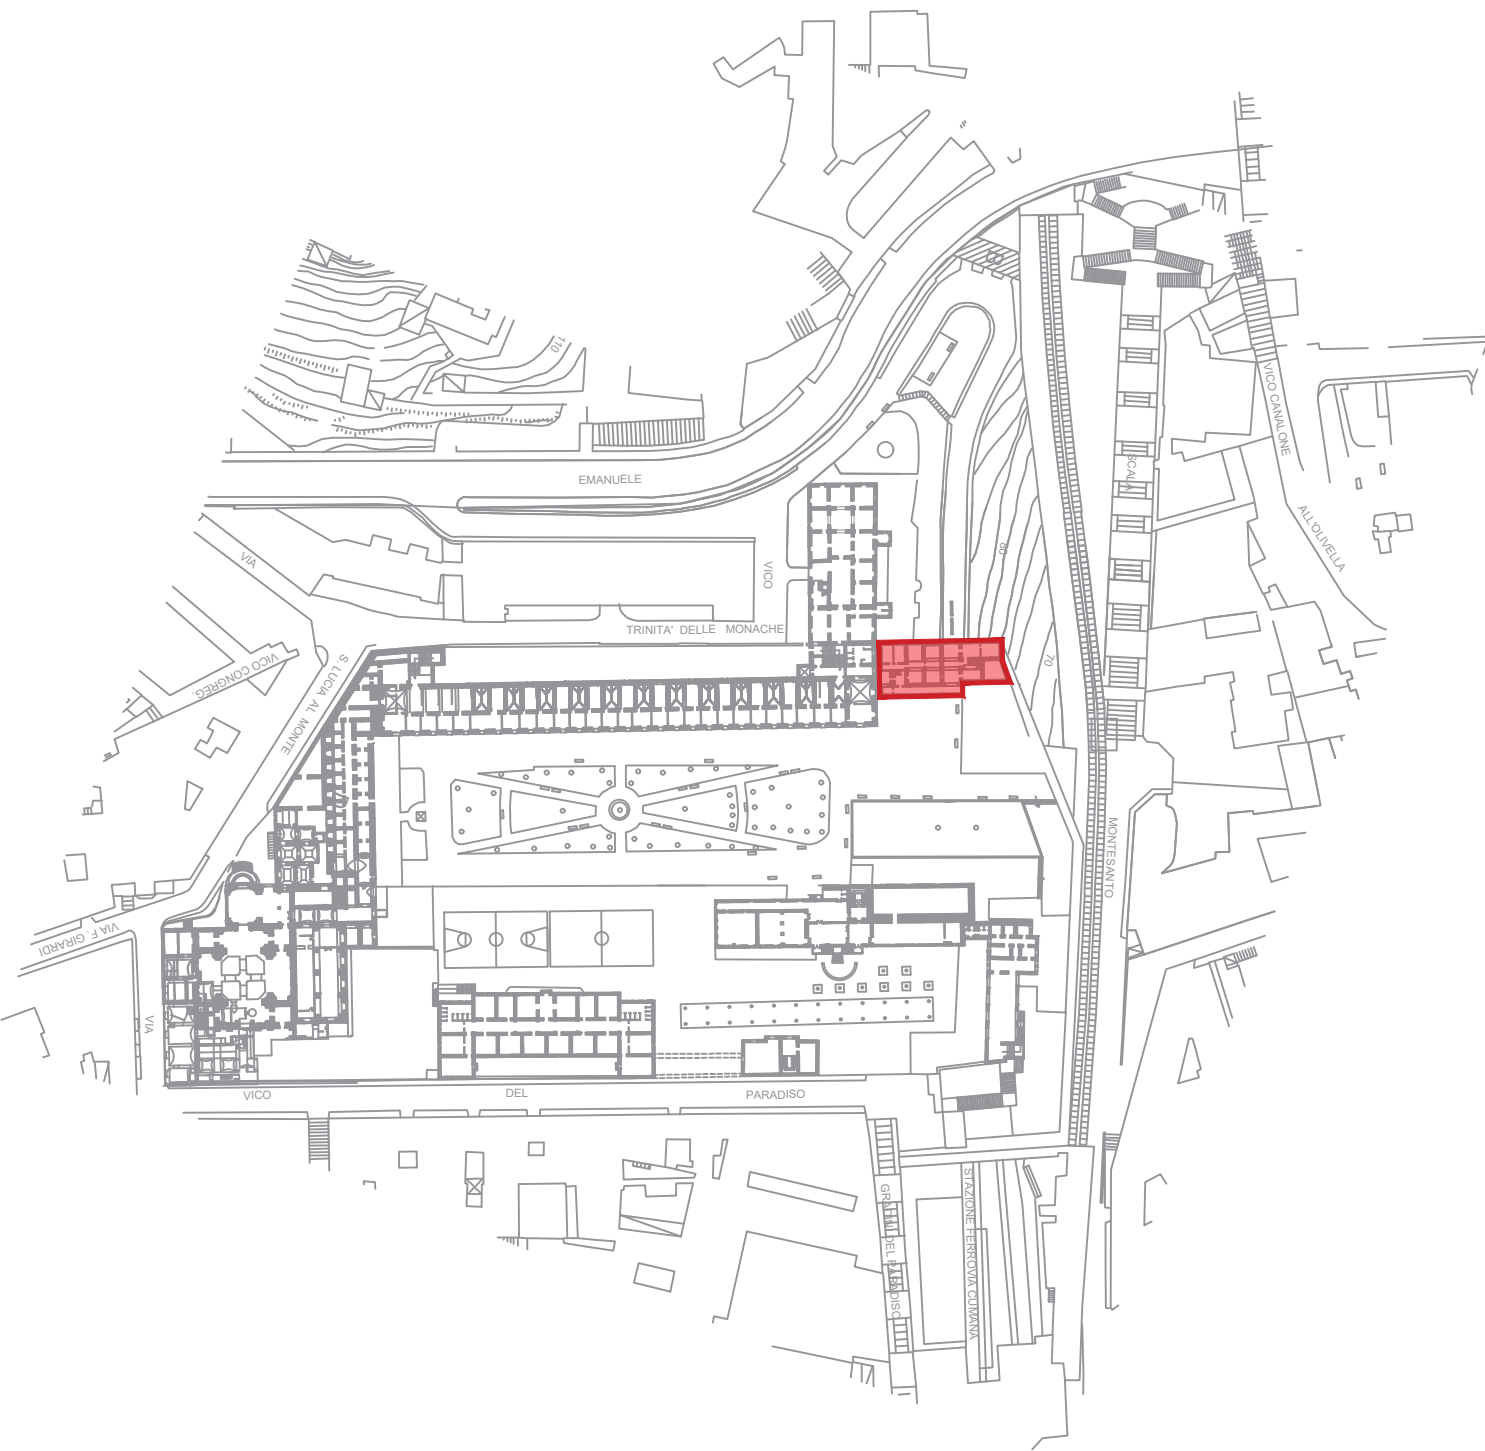 110
VICO CANALONE
EMANUELE
SCALA
ALL'OLIVELLA
VIA
VICO
80
TRINITA' DELLE MONACHE
VICO CONGREG.
S. LUCIA AL MONTE
70
MONTESANTO
VIA F. GIRARDI
VIA
VICO DEL PARADISO
GRADINI DEL PARADISO
STAZIONE FERROVIA CUMANA